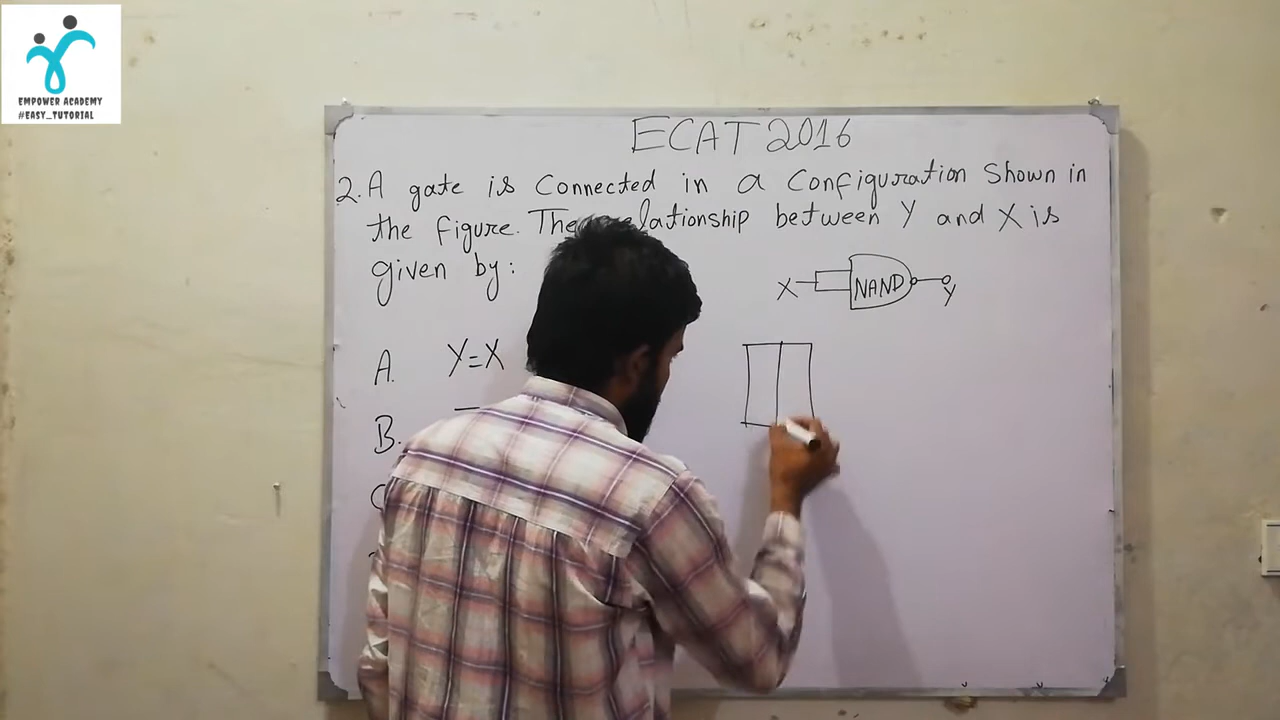 EMPOWER ACADEMY
#EASY_TUTORIAL
ECAT 2016
2. A gate is Connected in a Configuration Shown in
the figure. The relationship between Y and X is
given by:
X NAND Y
A. Y=X
B.